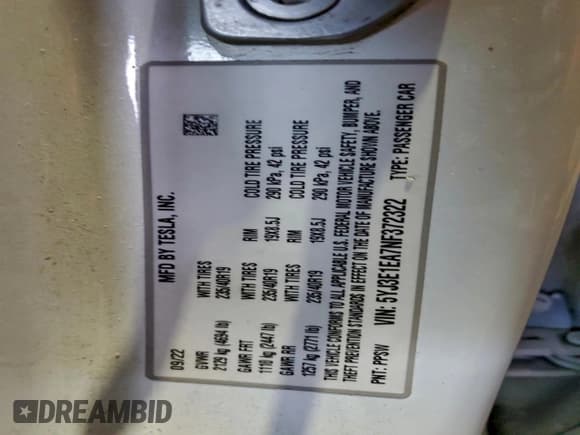 MFD BY TESLA, INC.
09/22
GVWR WITH TIRES RIM COLD TIRE PRESSURE
2129 kg (4694 lb) 235/40R19 19X8.5J 290 kPa, 42 psi
GAWR FRT WITH TIRES RIM COLD TIRE PRESSURE
1110 kg (2447 lb) 235/40R19 19X8.5J 290 kPa, 42 psi
GAWR RR
1257 kg (2771 lb) 235/40R19
THIS VEHICLE CONFORMS TO ALL APPLICABLE U.S. FEDERAL MOTOR VEHICLE SAFETY, BUMPER, AND
THEFT PREVENTION STANDARDS IN EFFECT ON THE DATE OF MANUFACTURE SHOWN ABOVE.
PNT: PPSW VIN: 5YJ3E1EA7NF372322 TYPE: PASSENGER CAR
DREAMBID